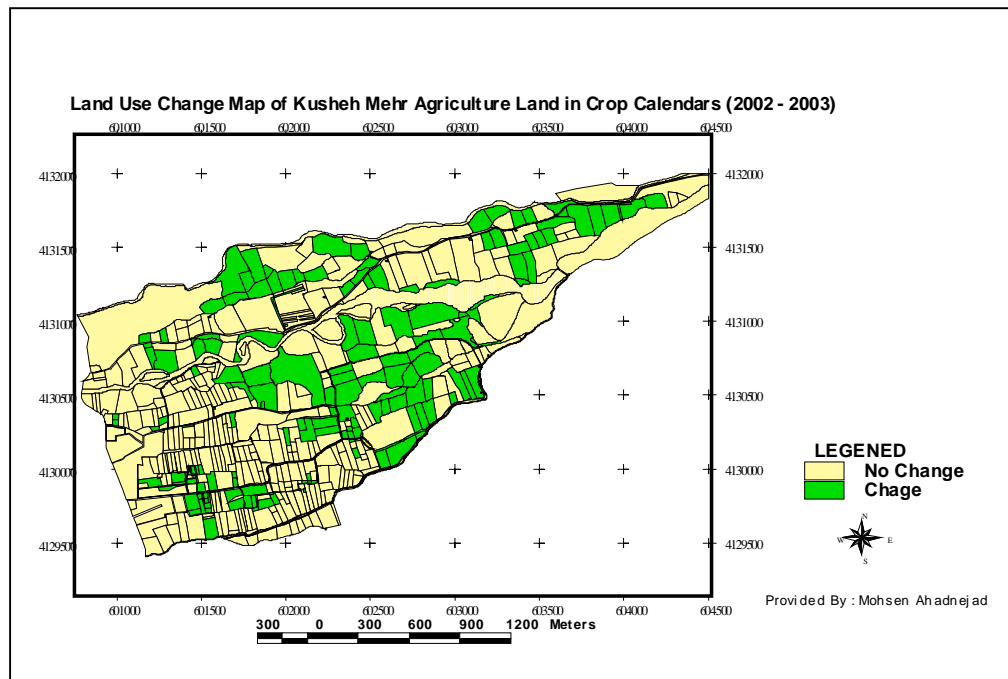 Land Use Change Map of Kusheh Mehr Agriculture Land in Crop Calendars (2002 - 2003)
601000 601500 602000 602500 603000 603500 604000 604500
4132000 4132000
4131500 4131500
4131000 4131000
4130500 4130500
4130000 4130000
4129500 4129500
LEGENED
No Change
Chage
N
W E
S
Provided By : Mohsen Ahadnejad
601000 601500 602000 602500 603000 603500 604000 604500
300 0 300 600 900 1200 Meters